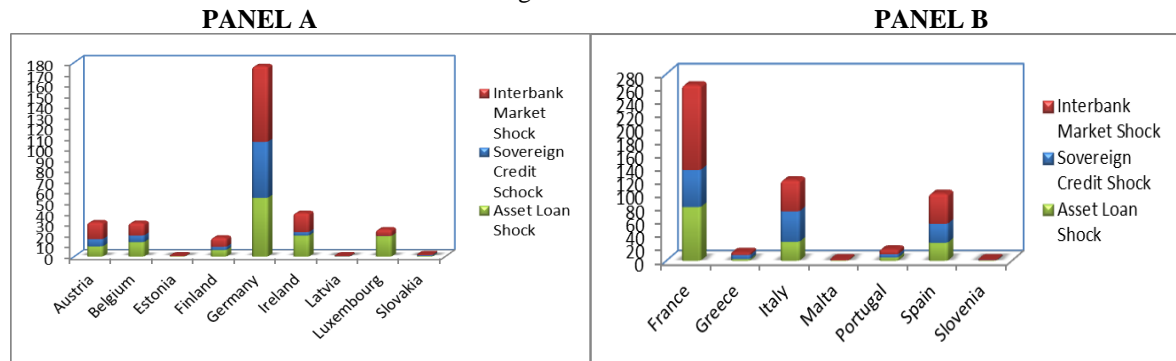 PANEL A
180
170
160
150
140
130
120
110
100
90
80
70
60
50
40
30
20
10
0
Austria
Belgium
Estonia
Finland
Germany
Ireland
Latvia
Luxembourg
Slovakia
Interbank
Market
Shock
Sovereign
Credit
Schock
Asset Loan
Shock
PANEL B
280
260
240
220
200
180
160
140
120
100
80
60
40
20
0
France
Greece
Italy
Malta
Portugal
Spain
Slovenia
Interbank
Market Shock
Sovereign
Credit Shock
Asset Loan
Shock